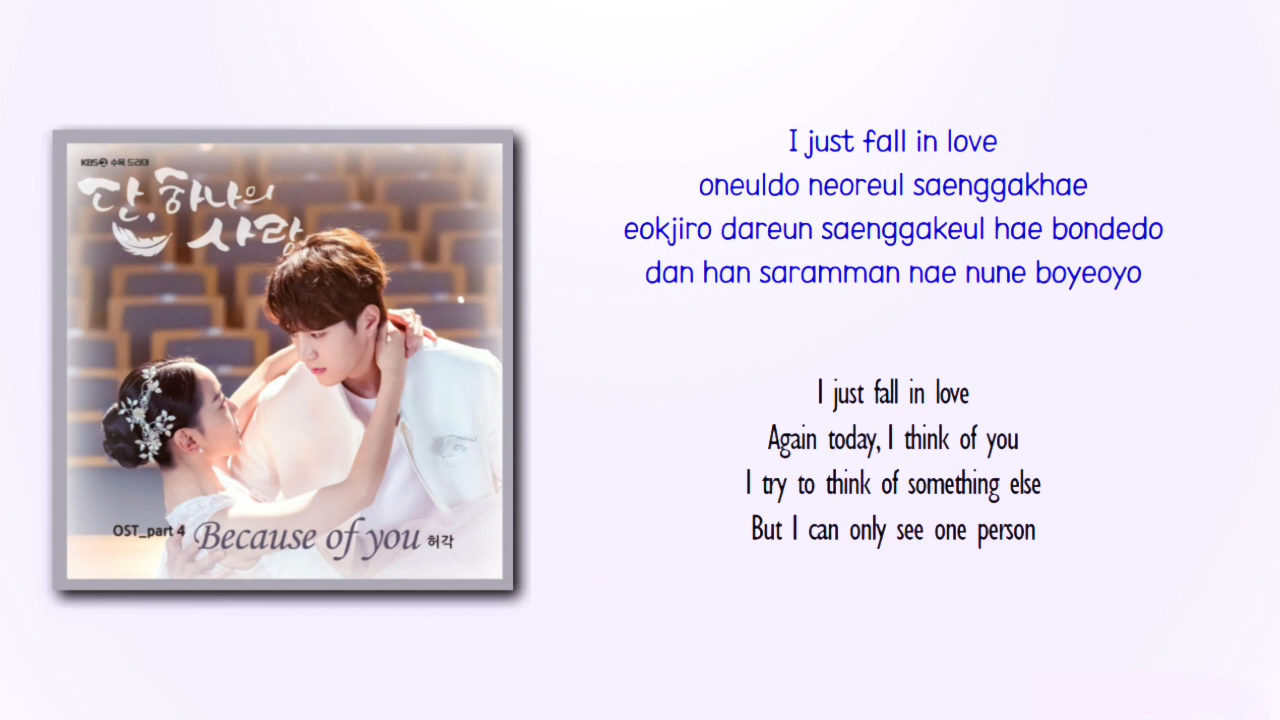 KBS2 수목 드라마
단, 하나의
사랑
OST_part 4 Because of you 허각
I just fall in love
oneuldo neoreul saenggakhae
eokjiro dareun saenggakeul hae bondedo
dan han saramman nae nune boyeoyo
I just fall in love
Again today, I think of you
I try to think of something else
But I can only see one person